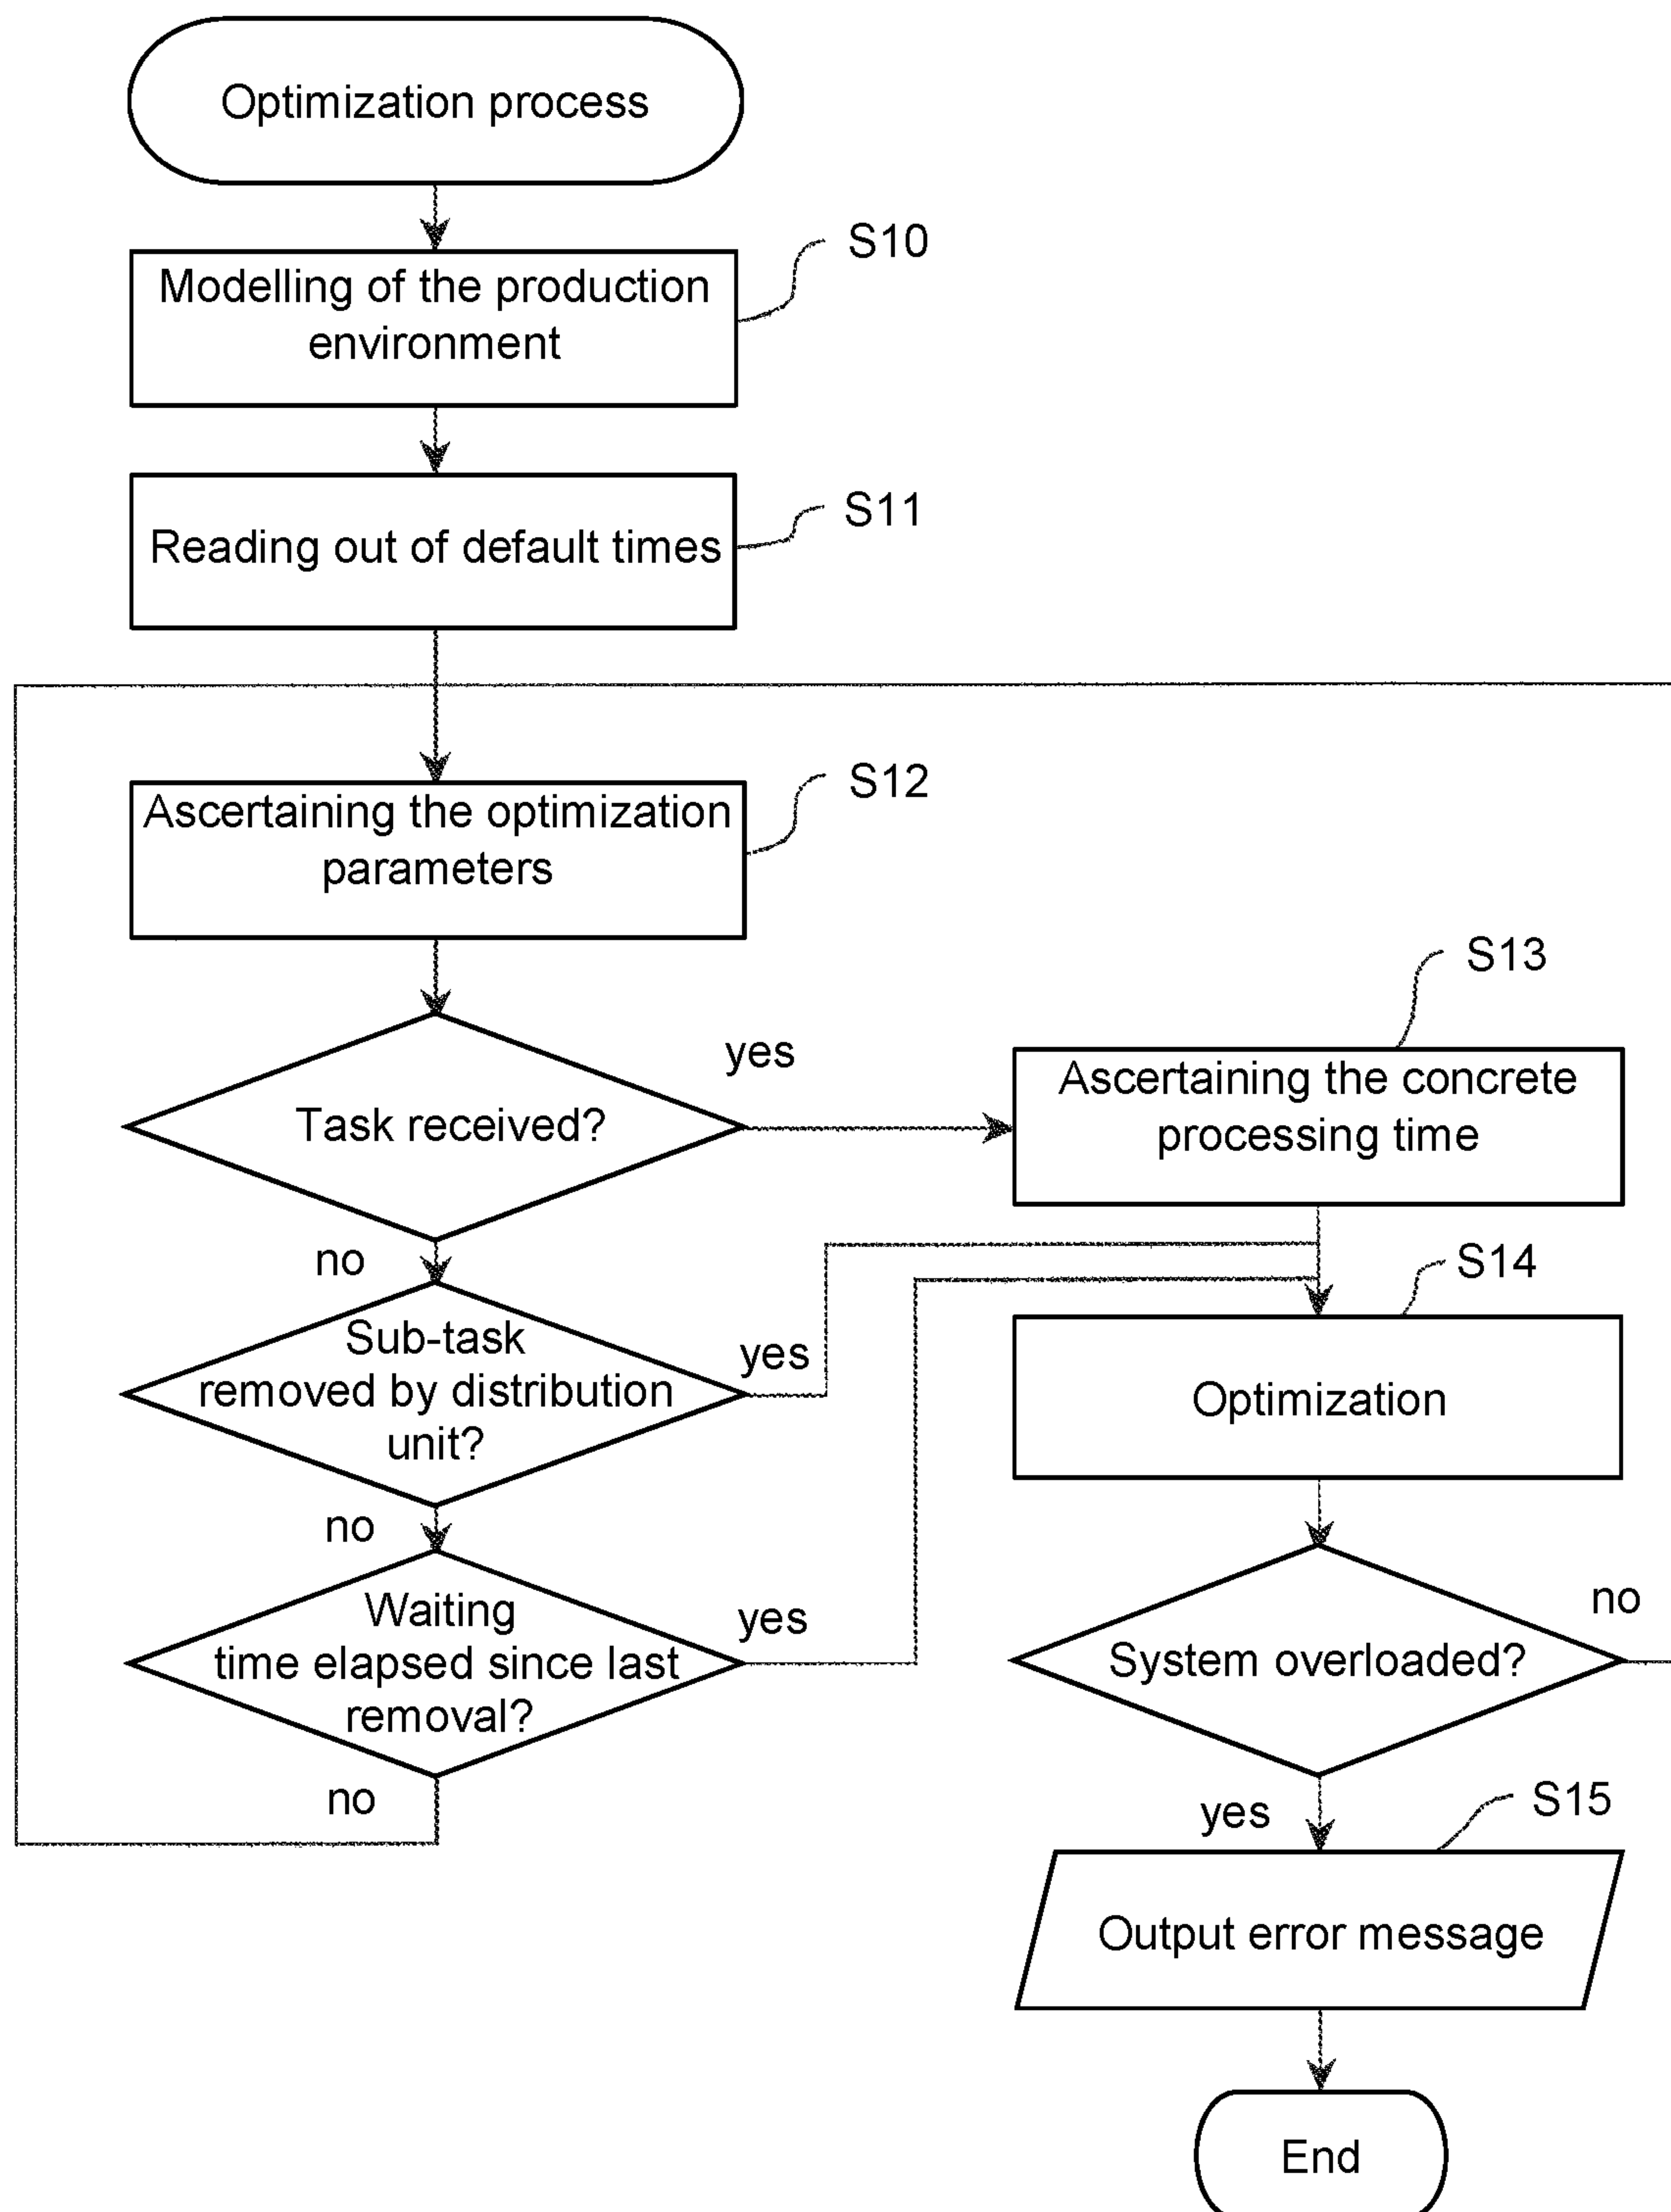 Optimization process
S10
Modelling of the production
environment
S11
Reading out of default times
S12
Ascertaining the optimization
parameters
S13
yes
Ascertaining the concrete
processing time
Task received?
no
S14
Sub-task
removed by distribution
unit?
yes
Optimization
no
Waiting
time elapsed since last
removal?
yes
no
System overloaded?
no
yes
S15
Output error message
End